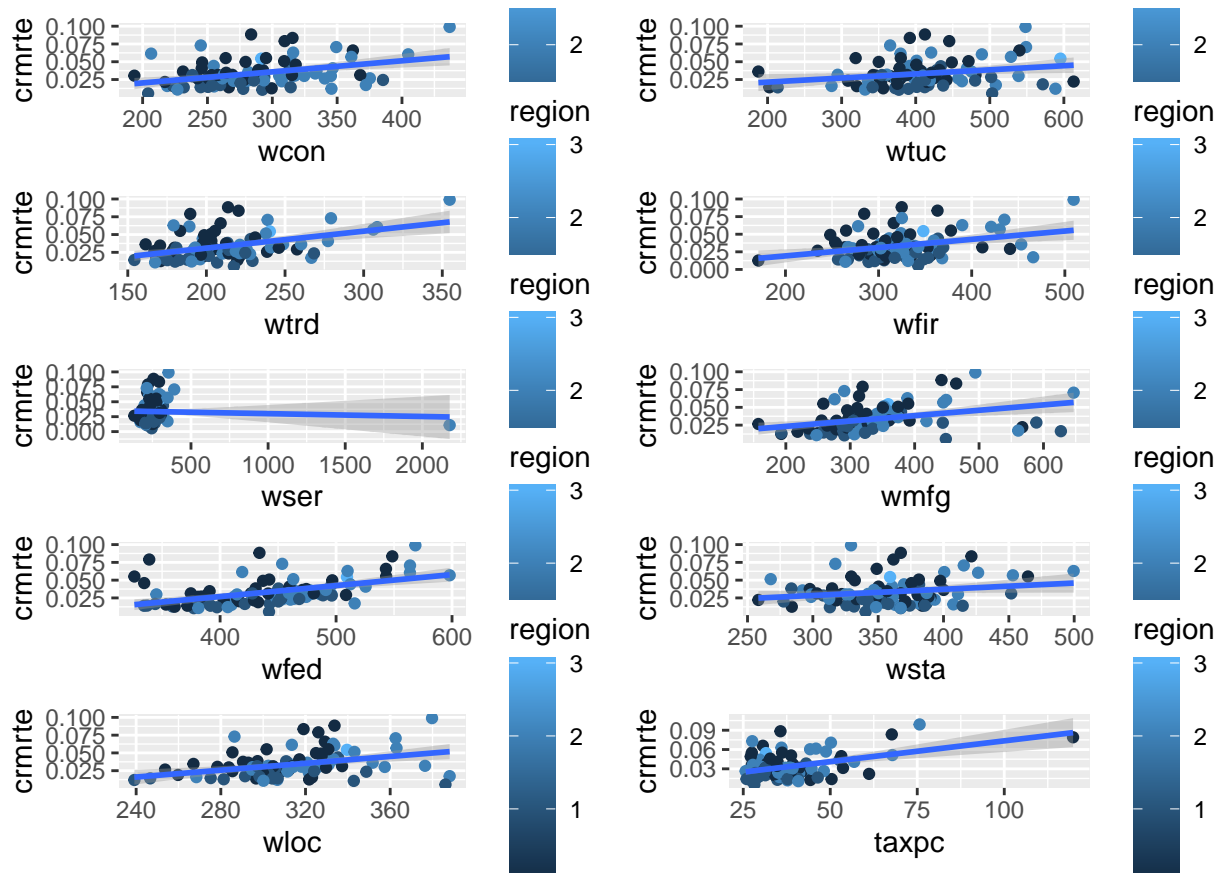 0.100
0.075
0.050
0.025
crmrte
200 250 300 350 400
wcon
2
region
0.100
0.075
0.050
0.025
crmrte
200 300 400 500 600
wtuc
2
region
0.100
0.075
0.050
0.025
crmrte
150 200 250 300 350
wtrd
3
2
region
0.100
0.075
0.050
0.025
0.000
crmrte
200 300 400 500
wfir
3
2
region
0.100
0.075
0.050
0.025
0.000
crmrte
500 1000 1500 2000
wser
3
2
region
0.100
0.075
0.050
0.025
crmrte
200 300 400 500 600
wmfg
3
2
region
0.100
0.075
0.050
0.025
crmrte
400 500 600
wfed
3
2
region
0.100
0.075
0.050
0.025
crmrte
250 300 350 400 450 500
wsta
3
2
region
0.100
0.075
0.050
0.025
crmrte
240 280 320 360
wloc
3
2
1
0.09
0.06
0.03
crmrte
25 50 75 100
taxpc
3
2
1